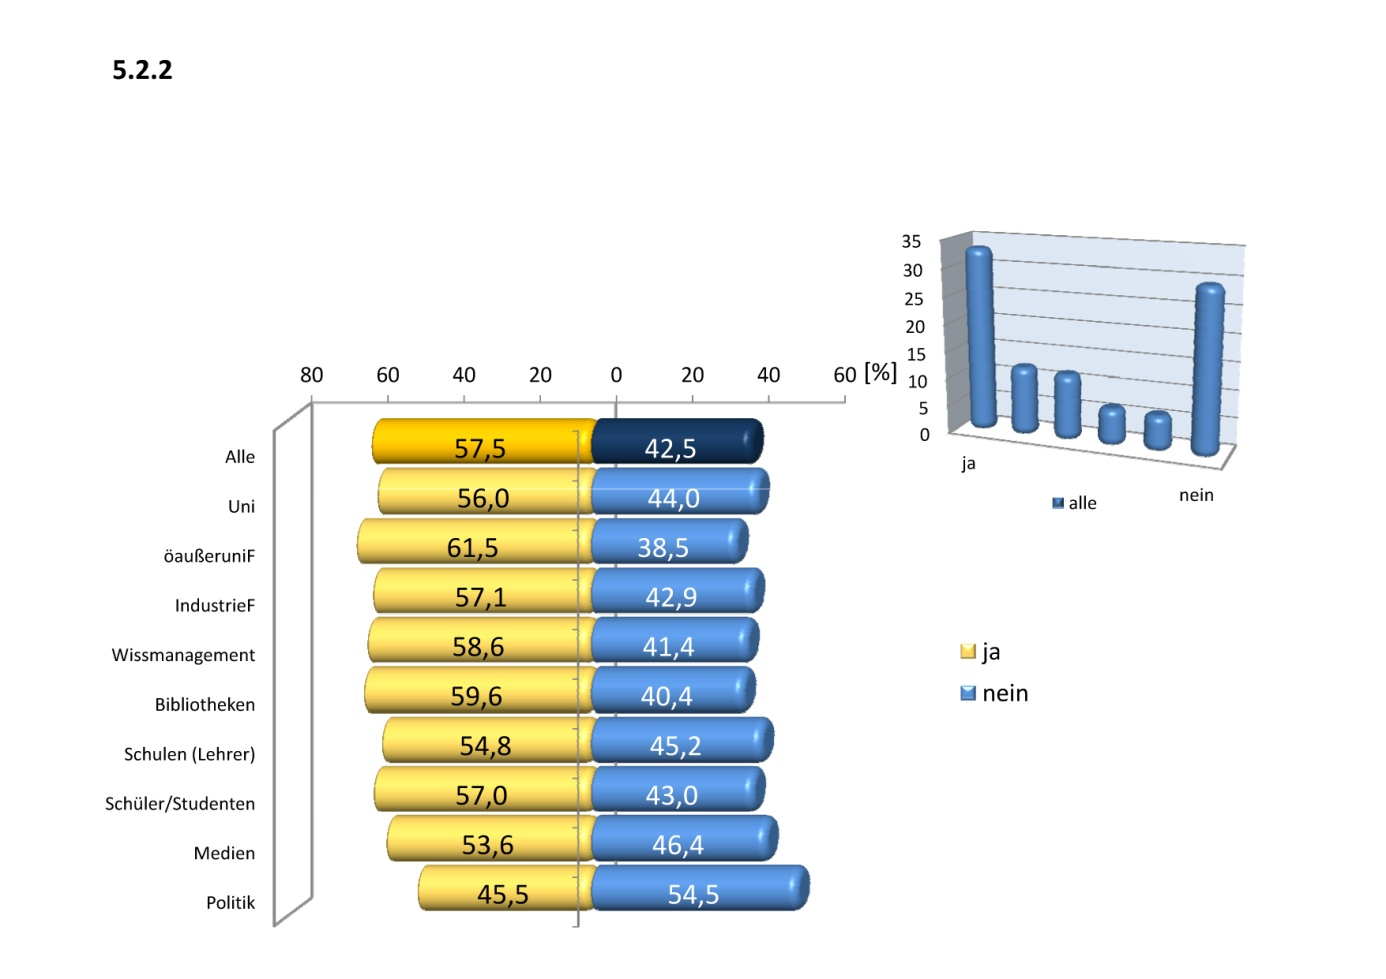 5.2.2
35
30
25
20
15
10
5
0
ja
nein
alle
80 60 40 20 0 20 40 60 [%]
Alle 57,5 42,5
Uni 56,0 44,0
öaußeruniF 61,5 38,5
IndustrieF 57,1 42,9
Wissmanagement 58,6 41,4
Bibliotheken 59,6 40,4
Schulen (Lehrer) 54,8 45,2
Schüler/Studenten 57,0 43,0
Medien 53,6 46,4
Politik 45,5 54,5
ja
nein